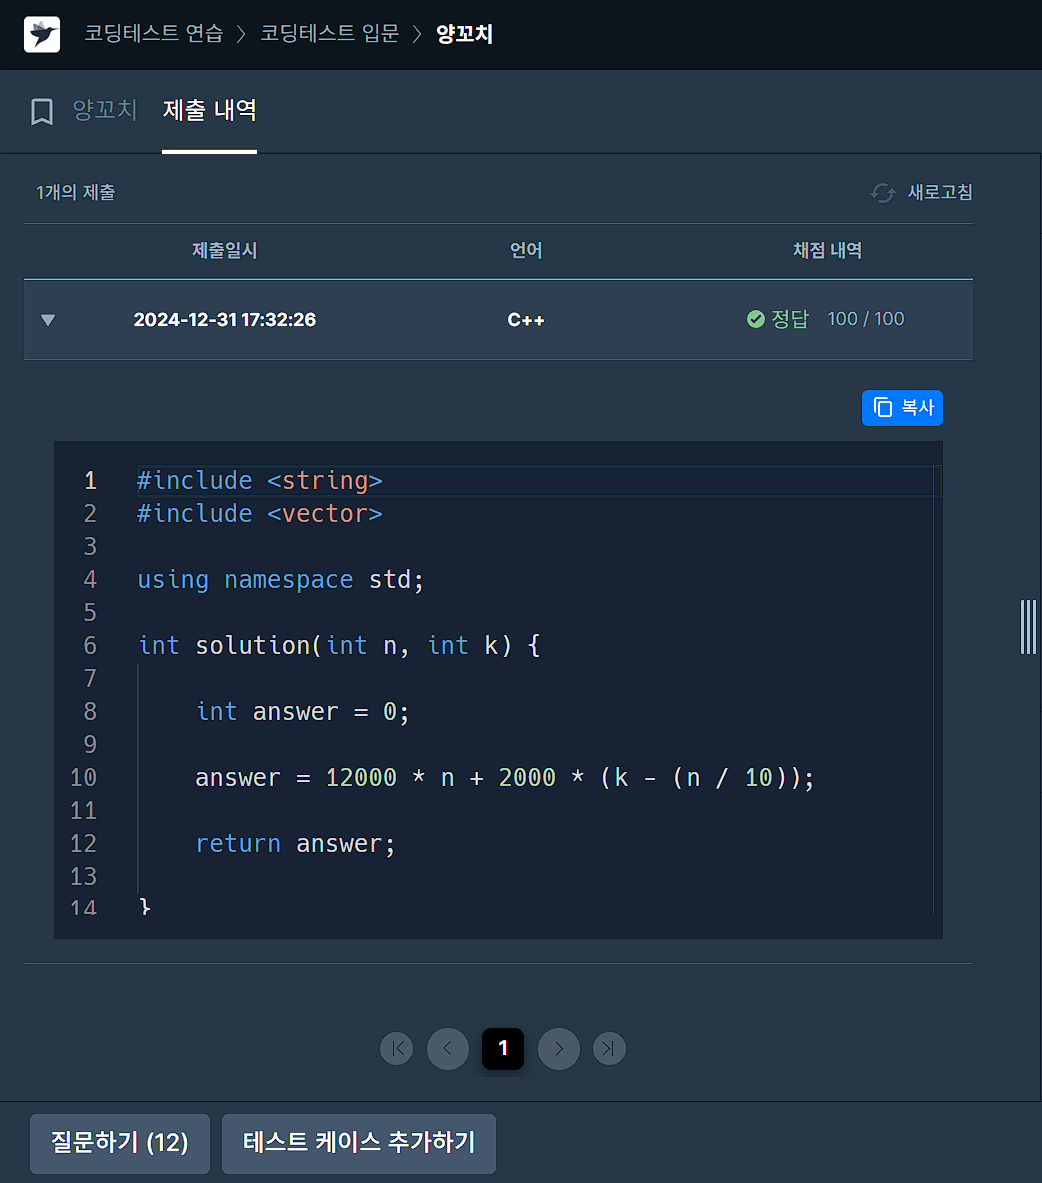 코딩테스트 연습 > 코딩테스트 입문 > 양꼬치
양꼬치 제출 내역
1개의 제출 새로고침
제출일시 언어 채점 내역
2024-12-31 17:32:26 C++ 정답 100 / 100
복사
1 #include <string>
2 #include <vector>
3
4 using namespace std;
5
6 int solution(int n, int k) {
7
8     int answer = 0;
9
10     answer = 12000 * n + 2000 * (k - (n / 10));
11
12     return answer;
13
14 }
1
질문하기 (12) 테스트 케이스 추가하기